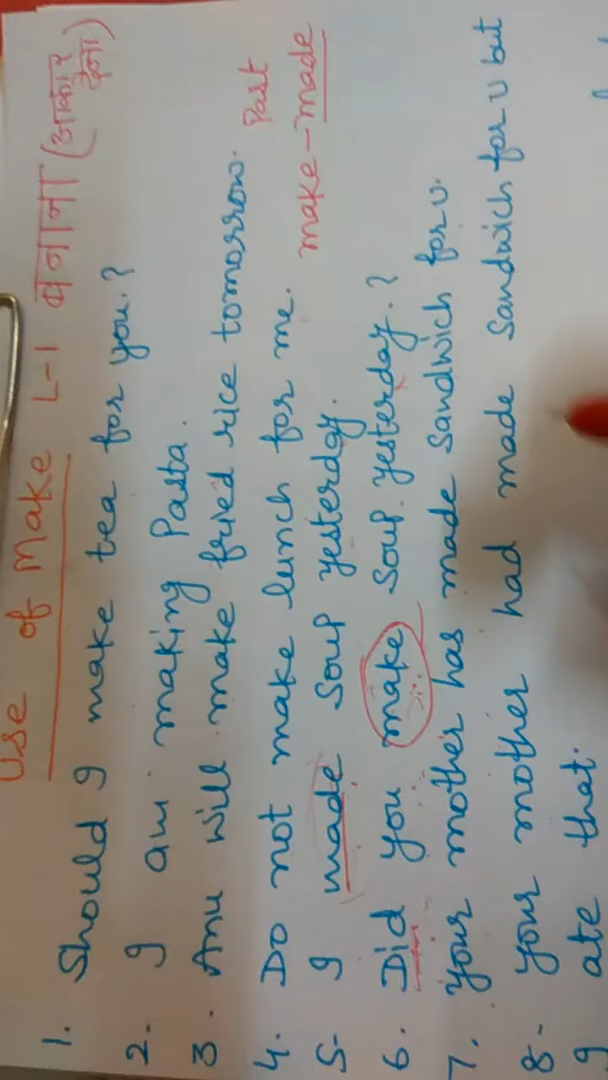 Use of Make L-1 बनाना (आकार देना)
1. Should I make tea for you.?
2- I am making Pasta.
3. Anu will make fried rice tomorrow.
Past
4. Do not make lunch for me. make-made
5- I made Soup yesterday.
6. Did you make Soup yesterday.?
7. your mother has made sandwich for u.
8- your mother had made sandwich for u but
9 ate that.